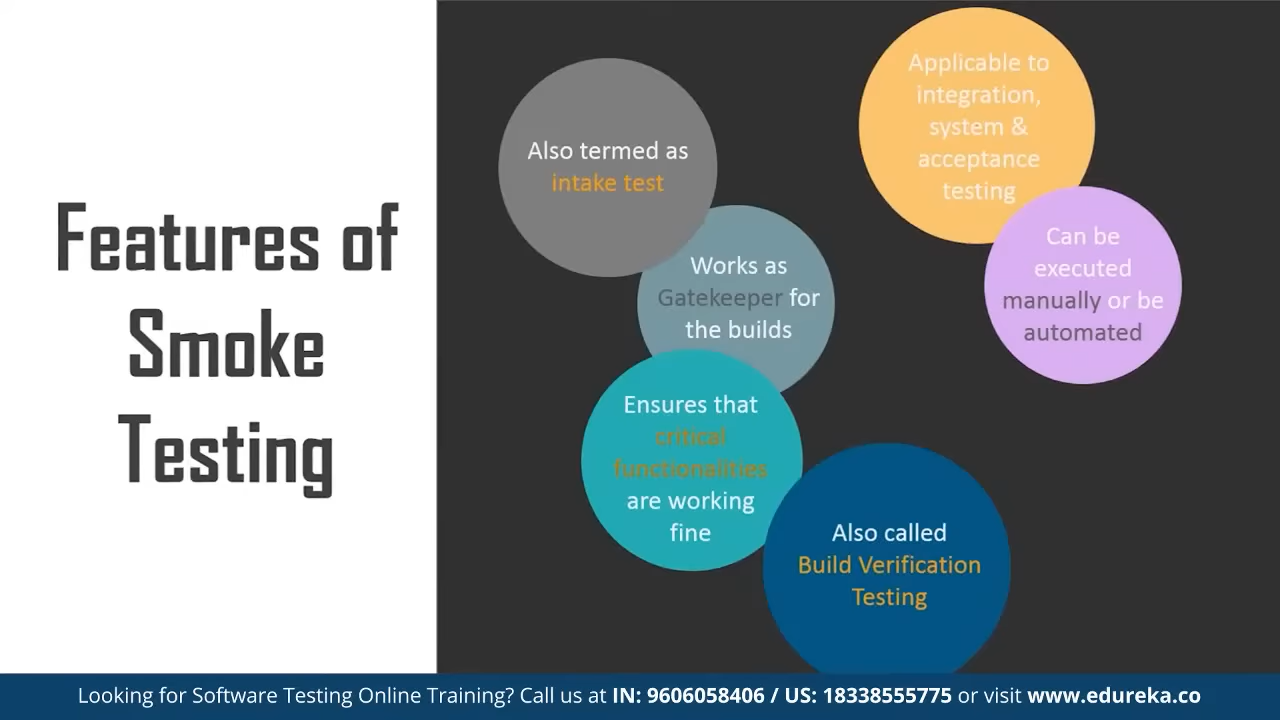 Features of
Smoke
Testing
Also termed as
intake test
Works as
Gatekeeper for
the builds
Ensures that
critical
functionalities
are working
fine
Also called
Build Verification
Testing
Applicable to
integration,
system &
acceptance
testing
Can be
executed
manually or be
automated
Looking for Software Testing Online Training? Call us at IN: 9606058406 / US: 18338555775 or visit www.edureka.co